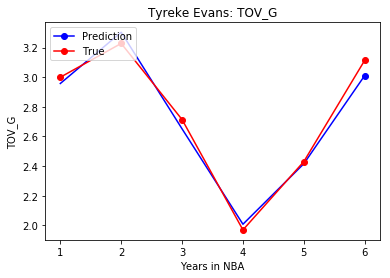 Tyreke Evans: TOV_G
Prediction
True
3.2
3.0
2.8
2.6
2.4
2.2
2.0
TOV_G
1 2 3 4 5 6
Years in NBA